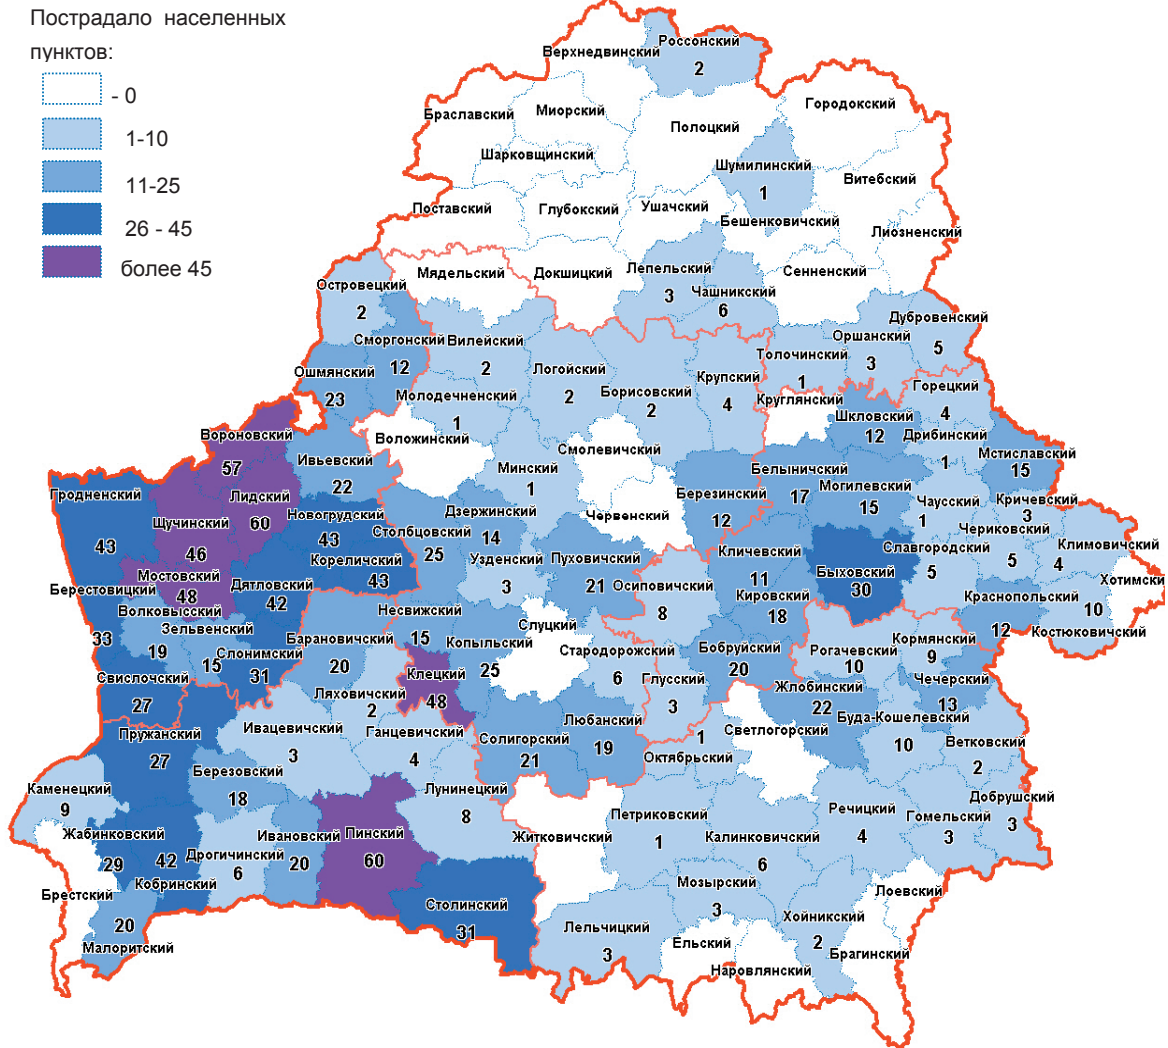 Пострадало населенных
пунктов:
- 0
1-10
11-25
26 - 45
более 45
Верхнедвинский
Россонский
2
Браславский
Миорский
Полоцкий
Городокский
Шарковщинский
Шумилинский
1
Витебский
Поставский
Глубокский
Ушачский
Бешенковичский
Лиозненский
Мядельский
Докшицкий
Лепельский
3
Чашникский
6
Сенненский
Островецкий
2
Сморгонский
12
Вилейский
2
Логойский
2
Борисовский
2
Крупский
4
Толочинский
1
Оршанский
3
Дубровенский
5
Ошмянский
23
Молодечненский
1
Круглянский
Шкловский
12
Горецкий
4
Дрибинский
1
Мстиславский
15
Вороновский
57
Воложинский
Смолевичский
Ивьевский
22
Минский
1
Березинский
12
Белыничский
17
Могилевский
15
Чаусский
1
Кричевский
3
Гродненский
43
Лидский
60
Щучинский
46
Новогрудский
43
Дзержинский
14
Столбцовский
25
Червенский
Чериковский
5
Климовичский
4
Славгородский
5
Хотимск
Кореличский
43
Узденский
3
Пуховичский
21
Кличевский
11
Быховский
30
Мостовский
48
Берестовицкий
33
Дятловский
42
Осиповичский
8
Кировский
18
Краснопольский
12
10
Костюковичский
Волковысский
19
Зельвенский
15
Слонимский
31
Барановичский
20
Несвижский
15
Копыльский
25
Слуцкий
Стародорожский
6
Бобруйский
20
Рогачевский
10
Кормянский
9
Свислочский
27
Ляховичский
2
Клецкий
48
Глусский
3
Жлобинский
22
Чечерский
13
Пружанский
27
Ивацевичский
3
Ганцевичский
4
Солигорский
21
Любанский
19
1
Октябрьский
Светлогорский
Буда-Кошелевский
10
Ветковский
2
Каменецкий
9
Березовский
18
Лунинецкий
8
Петриковский
1
Речицкий
4
Добрушский
3
Гомельский
3
Жабинковский
29
42
Кобринский
Дрогичинский
6
Ивановский
20
Пинский
60
Житковичский
Калинковичский
6
Брестский
20
Малоритский
Столинский
31
Мозырский
3
Лоевский
Лельчицкий
3
Ельский
Наровлянский
Хойникский
2
Брагинский